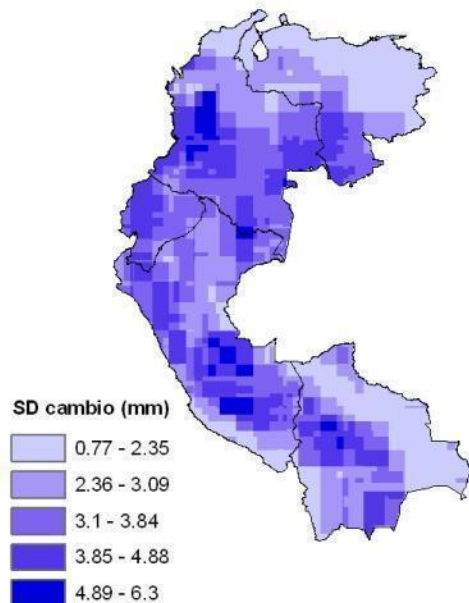 SD cambio (mm)
0.77 - 2.35
2.36 - 3.09
3.1 - 3.84
3.85 - 4.88
4.89 - 6.3